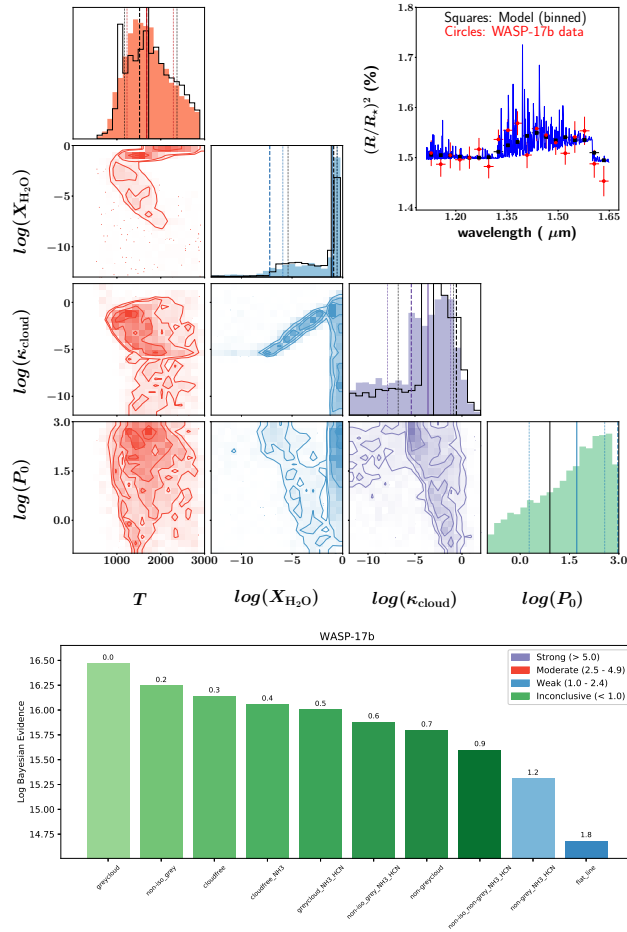 Squares: Model (binned)
Circles: WASP-17b data
(R/R⋆)² (%)
1.8
1.7
1.6
1.5
1.4
1.20 1.35 1.50 1.65
wavelength ( μm)
log(X_H₂O)
0
−5
−10
log(κ_cloud)
0
−5
−10
log(P₀)
3.0
1.5
0.0
1000 2000 3000 −10 −5 0 −10 −5 0 0.0 1.5 3.0
T log(X_H₂O) log(κ_cloud) log(P₀)
WASP-17b
Log Bayesian Evidence
16.50
16.25
16.00
15.75
15.50
15.25
15.00
14.75
0.0 0.2 0.3 0.4 0.5 0.6 0.7 0.9 1.2 1.8
Strong (> 5.0)
Moderate (2.5 - 4.9)
Weak (1.0 - 2.4)
Inconclusive (< 1.0)
greycloud
non-iso_grey
cloudfree
cloudfree_NH3
greycloud_NH3_HCN
non-iso_grey_NH3_HCN
non-greycloud
non-iso_non-grey_NH3_HCN
non-grey_NH3_HCN
flat_line